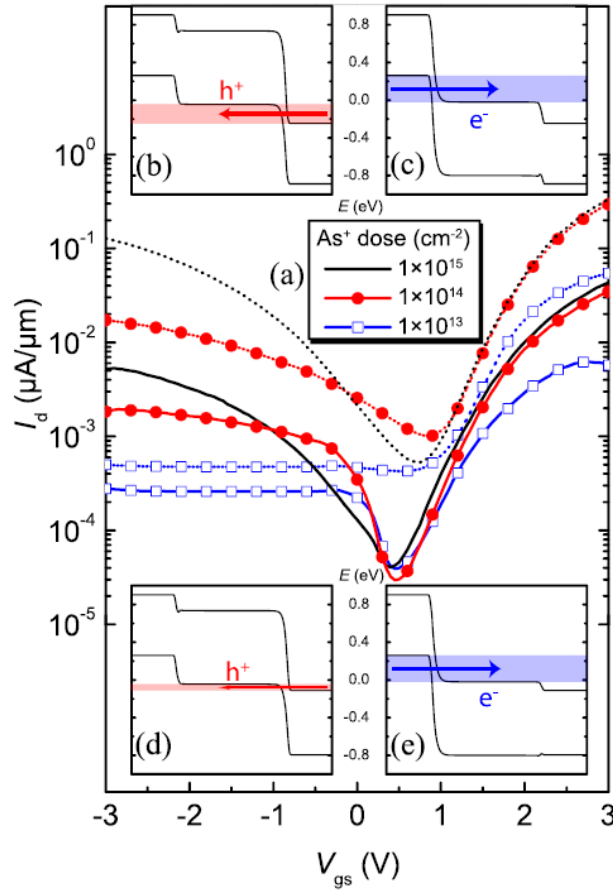 E (eV)
0.8
0.4
0.0
-0.4
-0.8
h⁺
(b)
e⁻
(c)
(a)
As⁺ dose (cm⁻²)
1×10¹⁵
1×10¹⁴
1×10¹³
I_d (μA/μm)
10⁰
10⁻¹
10⁻²
10⁻³
10⁻⁴
10⁻⁵
E (eV)
0.8
0.4
0.0
-0.4
-0.8
h⁺
(d)
e⁻
(e)
-3 -2 -1 0 1 2 3
V_gs (V)